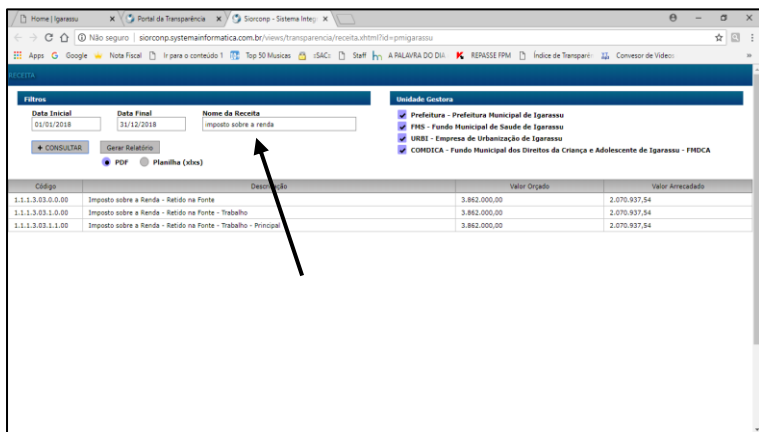 Home | Igarassu
Portal da Transparência
Siorconp - Sistema Integ
Não seguro | siorconp.systemainformatica.com.br/views/transparencia/receita.xhtml?id=pmigarassu
Apps G Google Nota Fiscal Ir para o conteúdo 1 Top 50 Musicas :SAC: Staff A PALAVRA DO DIA REPASSE FPM Índice de Transparê Convesor de Videos »
RECEITA
Filtros
Data Inicial Data Final Nome da Receita
01/01/2018 31/12/2018 imposto sobre a renda
+ CONSULTAR Gerar Relatório
PDF Planilha (xlxs)
Unidade Gestora
Prefeitura - Prefeitura Municipal de Igarassu
FMS - Fundo Municipal de Saude de Igarassu
URBI - Empresa de Urbanização de Igarassu
COMDICA - Fundo Municipal dos Direitos da Criança e Adolescente de Igarassu - FMDCA
Código Descrição Valor Orçado Valor Arrecadado
1.1.1.3.03.0.0.00 Imposto sobre a Renda - Retido na Fonte 3.862.000,00 2.070.937,54
1.1.1.3.03.1.0.00 Imposto sobre a Renda - Retido na Fonte - Trabalho 3.862.000,00 2.070.937,54
1.1.1.3.03.1.1.00 Imposto sobre a Renda - Retido na Fonte - Trabalho - Principal 3.862.000,00 2.070.937,54